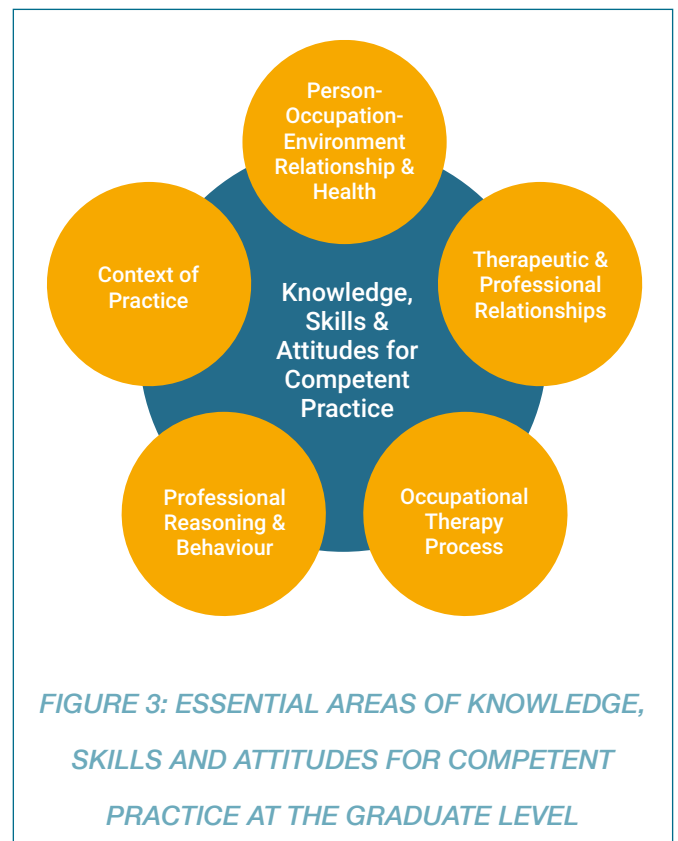 Person-
Occupation-
Environment
Relationship &
Health
Therapeutic &
Professional
Relationships
Occupational
Therapy
Process
Professional
Reasoning &
Behaviour
Context of
Practice
Knowledge,
Skills &
Attitudes for
Competent
Practice
FIGURE 3: ESSENTIAL AREAS OF KNOWLEDGE,
SKILLS AND ATTITUDES FOR COMPETENT
PRACTICE AT THE GRADUATE LEVEL